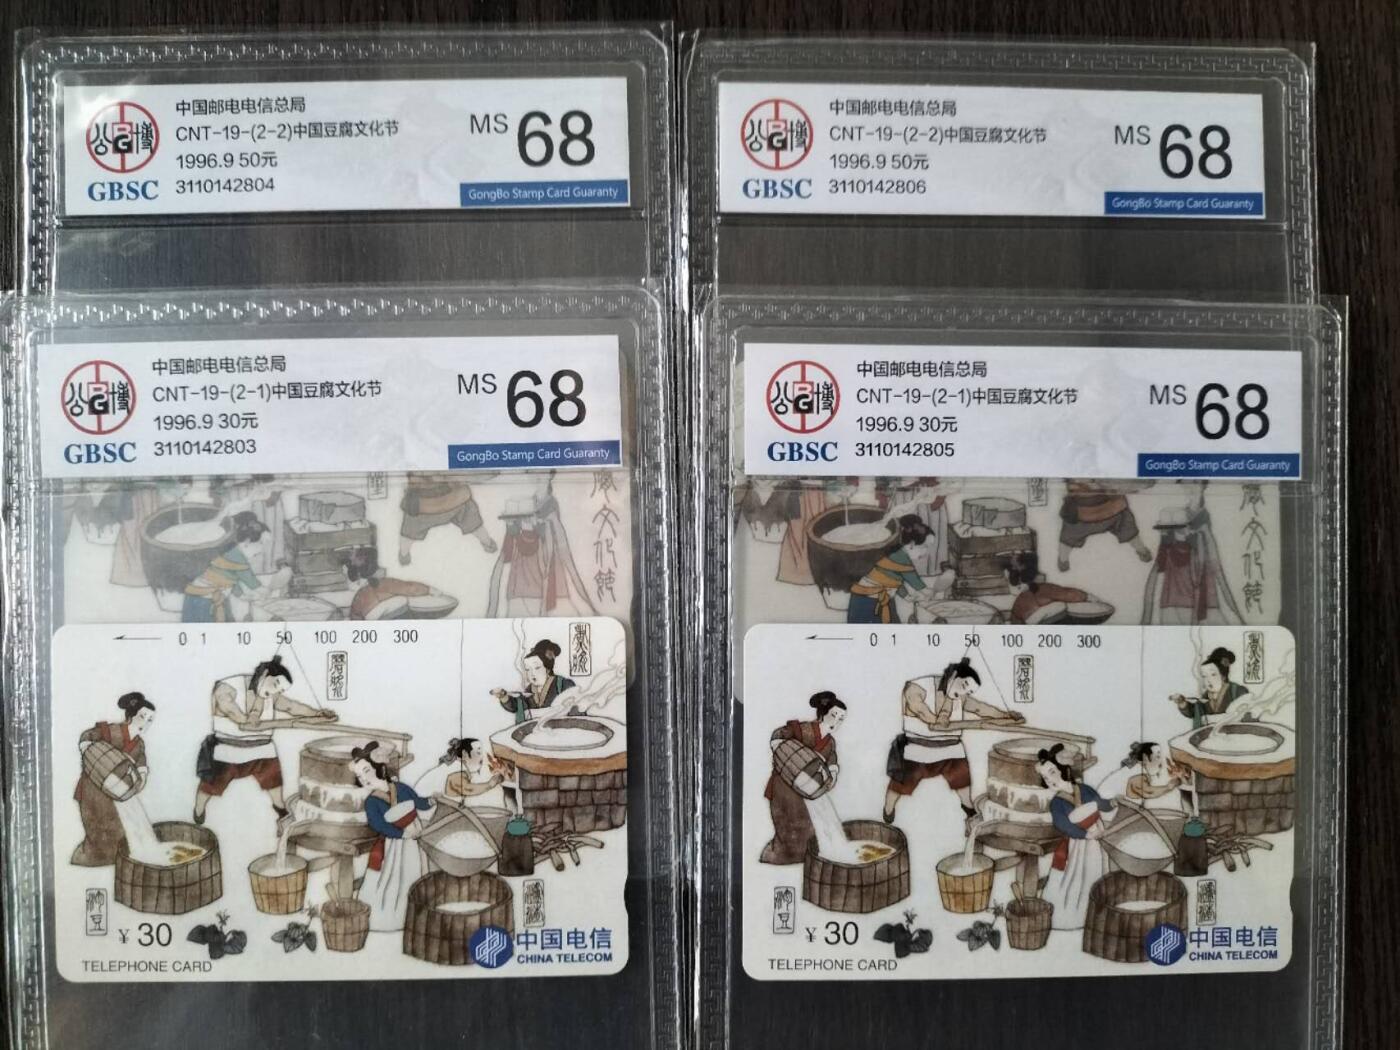 中国邮电电信总局
CNT-19-(2-2)中国豆腐文化节
1996.9 50元
3110142804
GBSC
MS 68
GongBo Stamp Card Guaranty
中国邮电电信总局
CNT-19-(2-2)中国豆腐文化节
1996.9 50元
3110142806
GBSC
MS 68
GongBo Stamp Card Guaranty
中国邮电电信总局
CNT-19-(2-1)中国豆腐文化节
1996.9 30元
3110142803
GBSC
MS 68
GongBo Stamp Card Guaranty
中国邮电电信总局
CNT-19-(2-1)中国豆腐文化节
1996.9 30元
3110142805
GBSC
MS 68
GongBo Stamp Card Guaranty
0 1 10 50 100 200 300
¥30
TELEPHONE CARD
中国电信
CHINA TELECOM
0 1 10 50 100 200 300
¥30
TELEPHONE CARD
中国电信
CHINA TELECOM